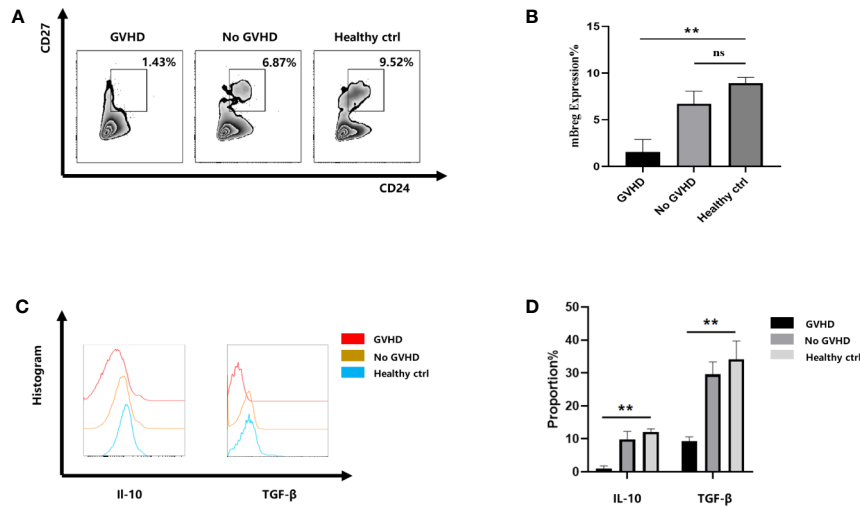 A
CD27
GVHD
No GVHD
Healthy ctrl
1.43%
6.87%
9.52%
CD24
B
mBreg Expression%
15
10
5
0
**
ns
GVHD
No GVHD
Healthy ctrl
C
Histogram
GVHD
No GVHD
Healthy ctrl
Il-10
TGF-β
D
Proportion%
50
40
30
20
10
0
**
**
GVHD
No GVHD
Healthy ctrl
IL-10
TGF-β